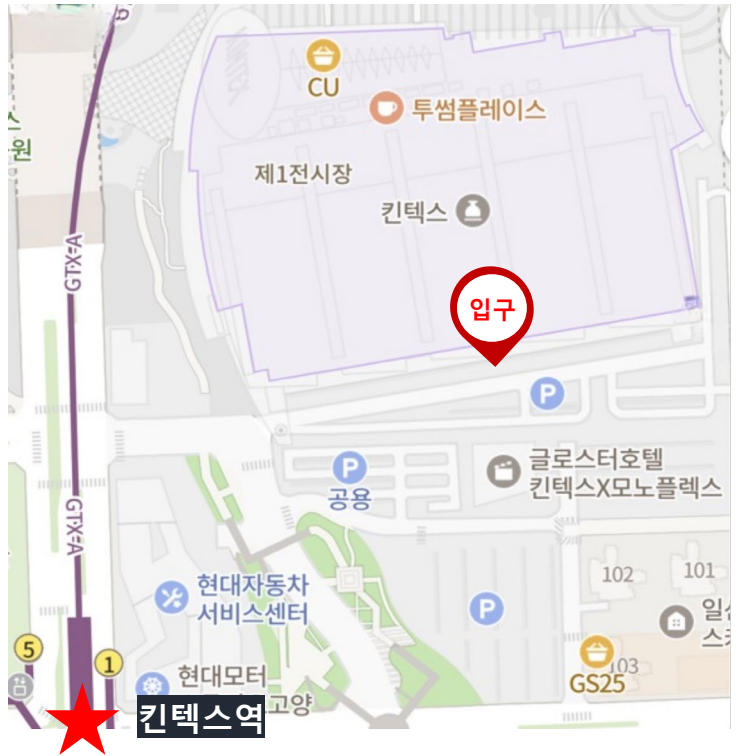 CU
투썸플레이스
원
제1전시장
킨텍스
GTX-A
입구
P
글로스터호텔
킨텍스X모노플렉스
P
공용
GTX-A
현대자동차
서비스센터
102
101
P
5
1
103
GS25
현대모터
고양
킨텍스역